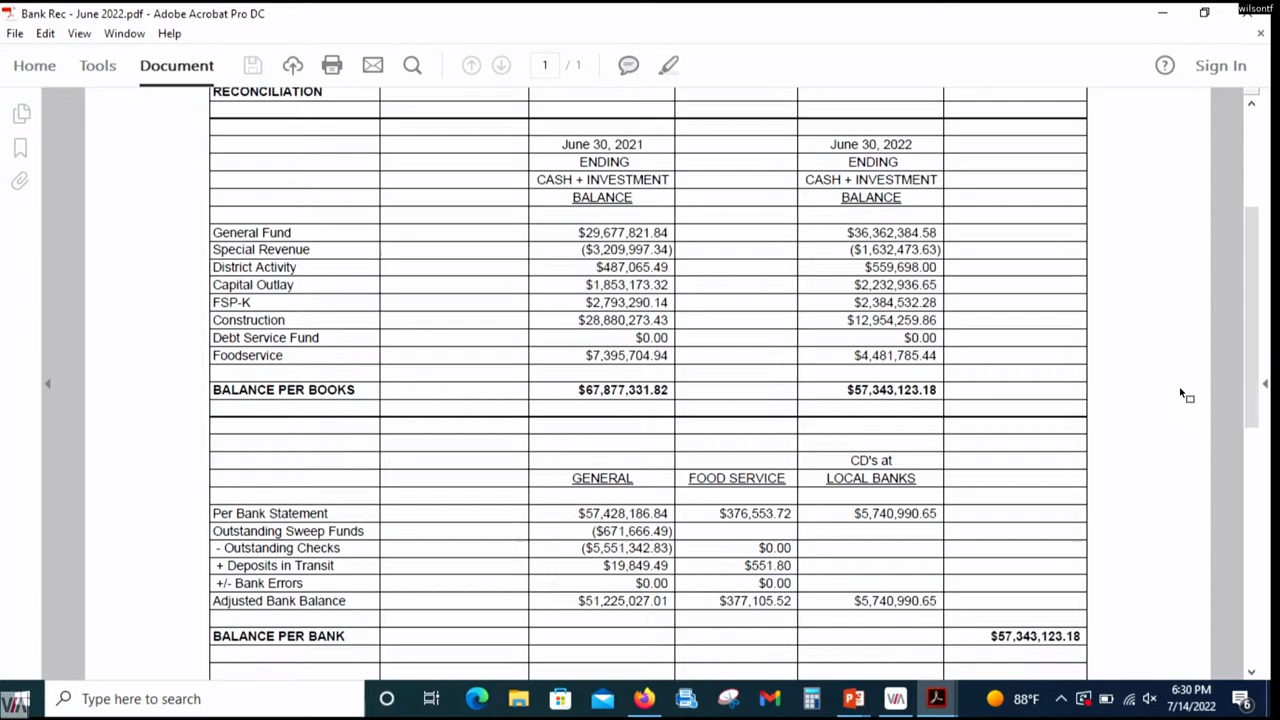 wilsontf
Bank Rec - June 2022.pdf - Adobe Acrobat Pro DC
File Edit View Window Help
Home Tools Document 1 / 1 Sign In
RECONCILIATION
June 30, 2021 June 30, 2022
ENDING ENDING
CASH + INVESTMENT CASH + INVESTMENT
BALANCE BALANCE
General Fund $29,677,821.84 $36,362,384.58
Special Revenue ($3,209,997.34) ($1,632,473.63)
District Activity $487,065.49 $559,698.00
Capital Outlay $1,853,173.32 $2,232,936.65
FSP-K $2,793,290.14 $2,384,532.28
Construction $28,880,273.43 $12,954,259.86
Debt Service Fund $0.00 $0.00
Foodservice $7,395,704.94 $4,481,785.44
BALANCE PER BOOKS $67,877,331.82 $57,343,123.18
CD's at
GENERAL FOOD SERVICE LOCAL BANKS
Per Bank Statement $57,428,186.84 $376,553.72 $5,740,990.65
Outstanding Sweep Funds ($671,666.49)
- Outstanding Checks ($5,551,342.83) $0.00
+ Deposits in Transit $19,849.49 $551.80
+/- Bank Errors $0.00 $0.00
Adjusted Bank Balance $51,225,027.01 $377,105.52 $5,740,990.65
BALANCE PER BANK $57,343,123.18
VIA Type here to search VIA 88°F 6:30 PM
7/14/2022 6